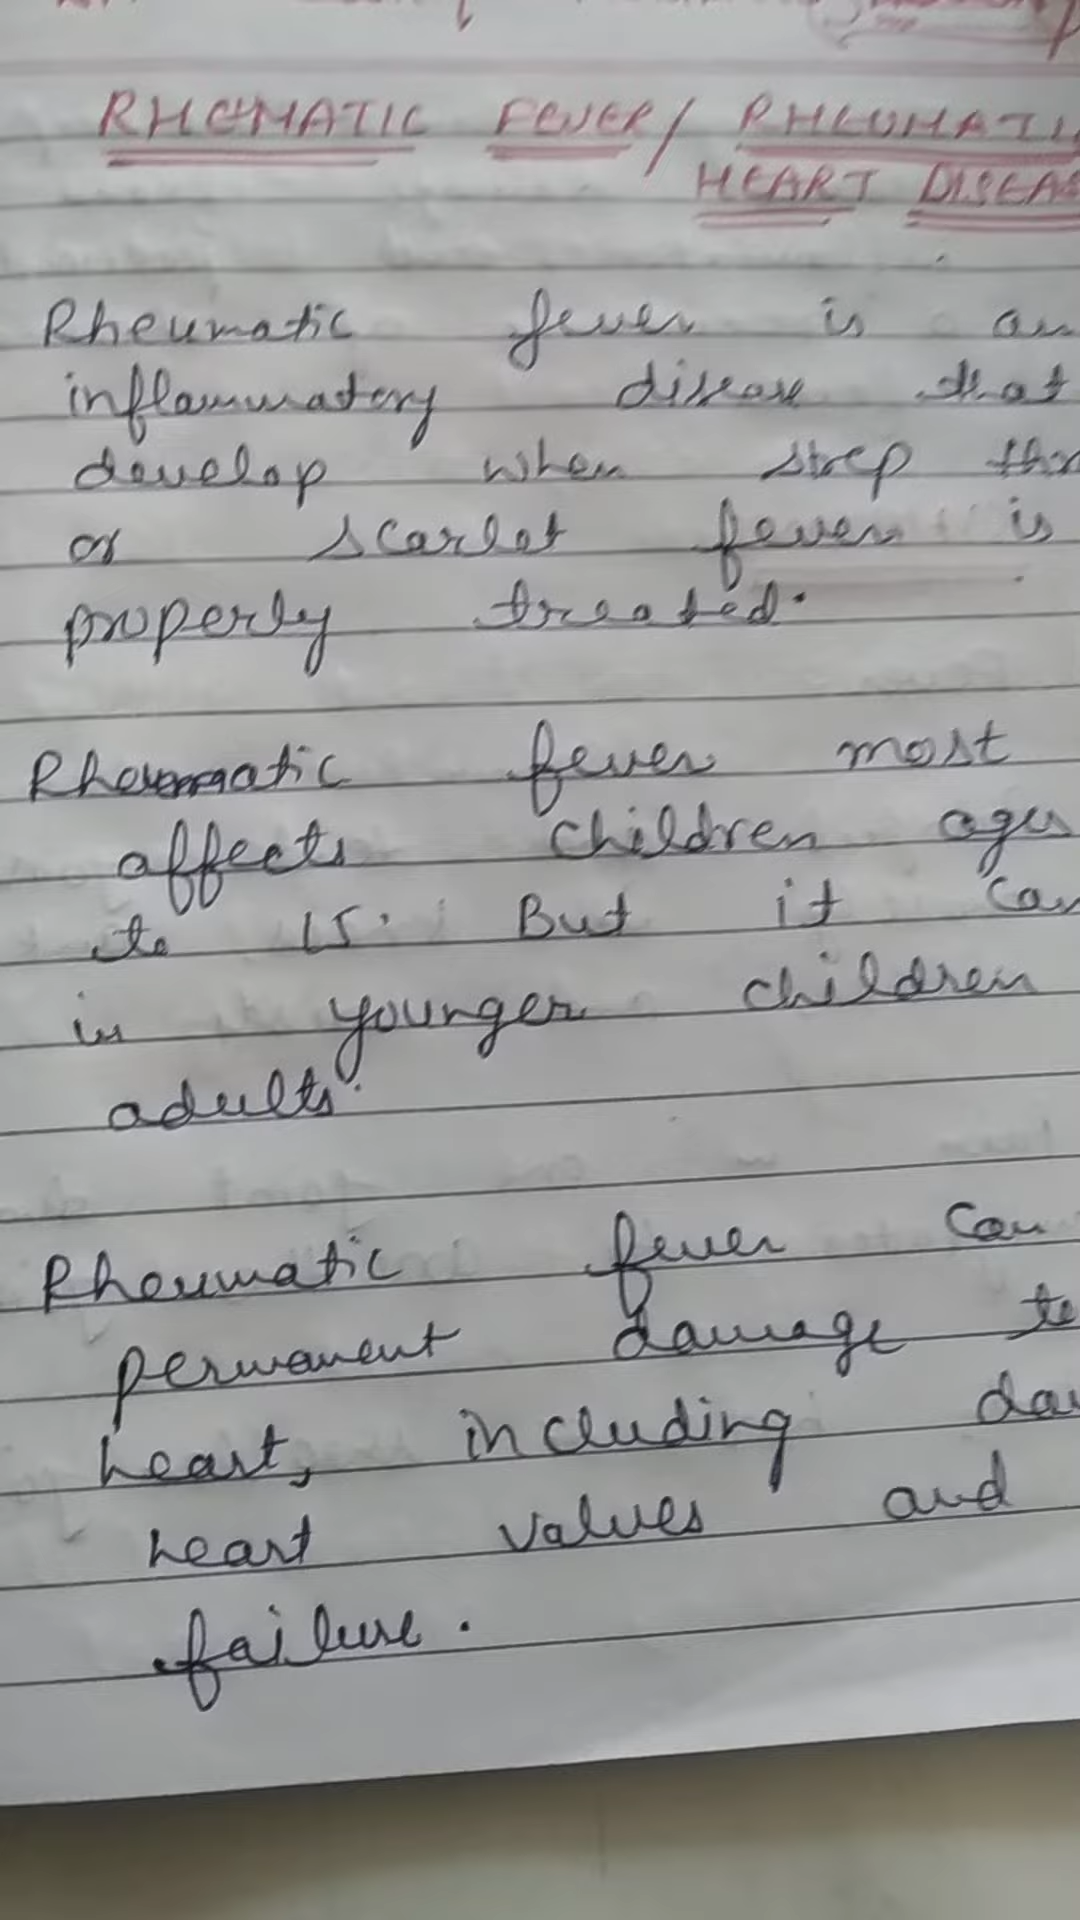 RHEMATIC FEVER/ RHEUMATI
HEART DISEAS
Rheumatic fever is an
inflammatory disease that
develop when strep thr
or scarlet fever is
properly treated.
Rheumatic fever most
affects children ages
to 15. But it can
in younger children
adults.
Rheumatic fever can
permanent damage to
heart, including da
heart values and
failure.